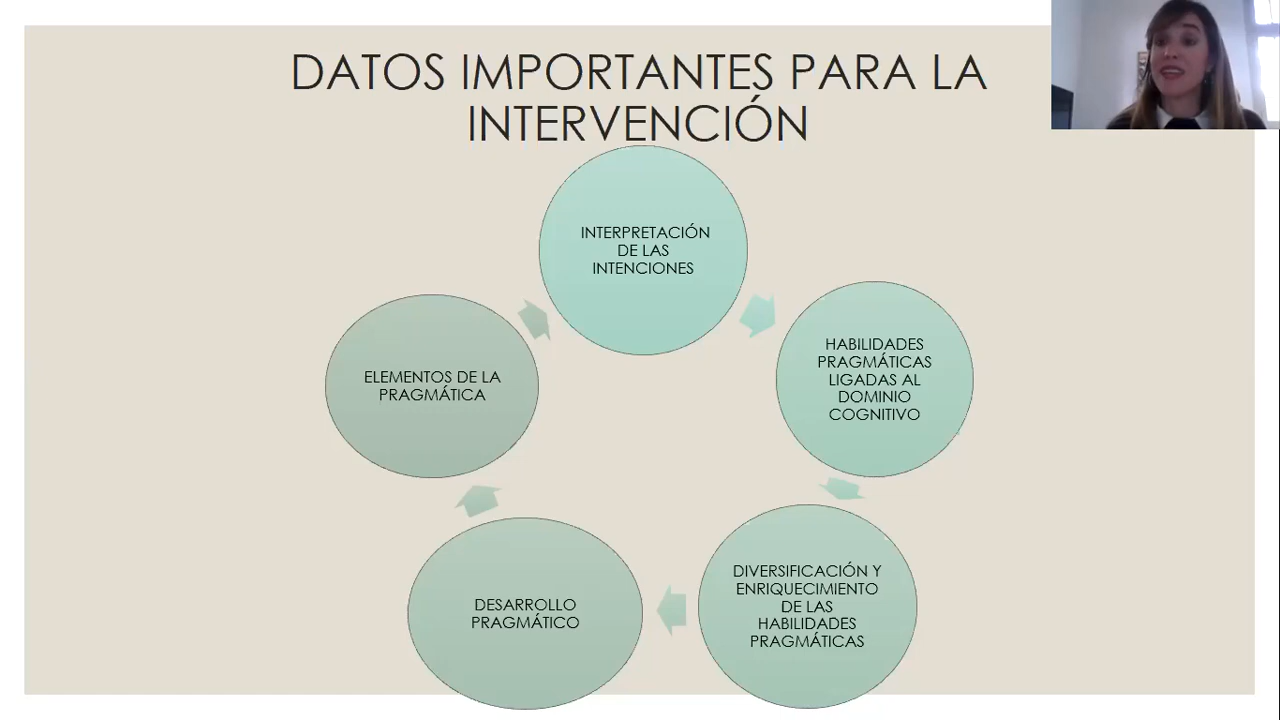 DATOS IMPORTANTES PARA LA
INTERVENCIÓN
INTERPRETACIÓN
DE LAS
INTENCIONES
HABILIDADES
PRAGMÁTICAS
LIGADAS AL
DOMINIO
COGNITIVO
DIVERSIFICACIÓN Y
ENRIQUECIMIENTO
DE LAS
HABILIDADES
PRAGMÁTICAS
DESARROLLO
PRAGMÁTICO
ELEMENTOS DE LA
PRAGMÁTICA